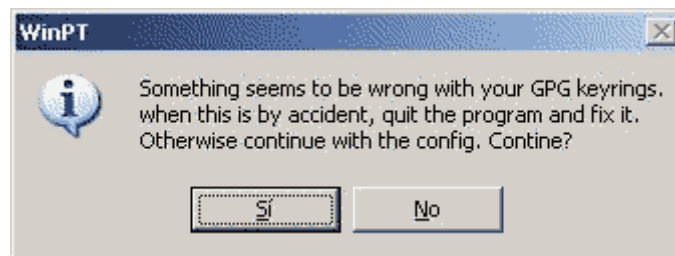 WinPT
Something seems to be wrong with your GPG keyrings.
when this is by accident, quit the program and fix it.
Otherwise continue with the config. Contine?
Sí
No